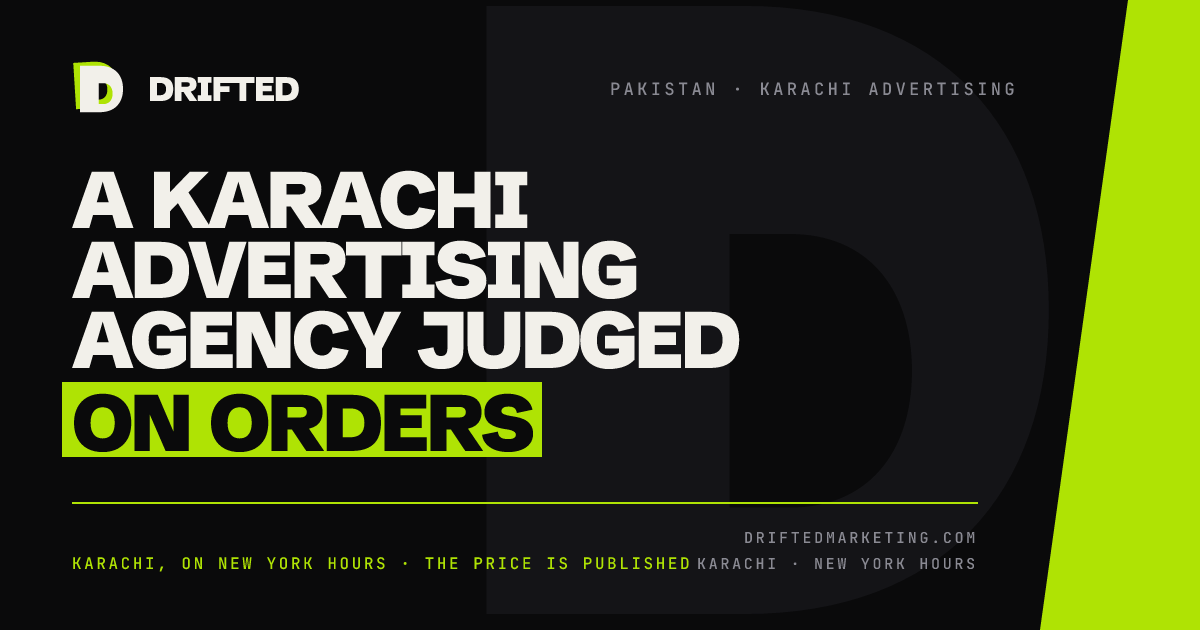 DRIFTED
PAKISTAN · KARACHI ADVERTISING
A KARACHI
ADVERTISING
AGENCY JUDGED
ON ORDERS
DRIFTEDMARKETING.COM
KARACHI, ON NEW YORK HOURS · THE PRICE IS PUBLISHED
KARACHI · NEW YORK HOURS